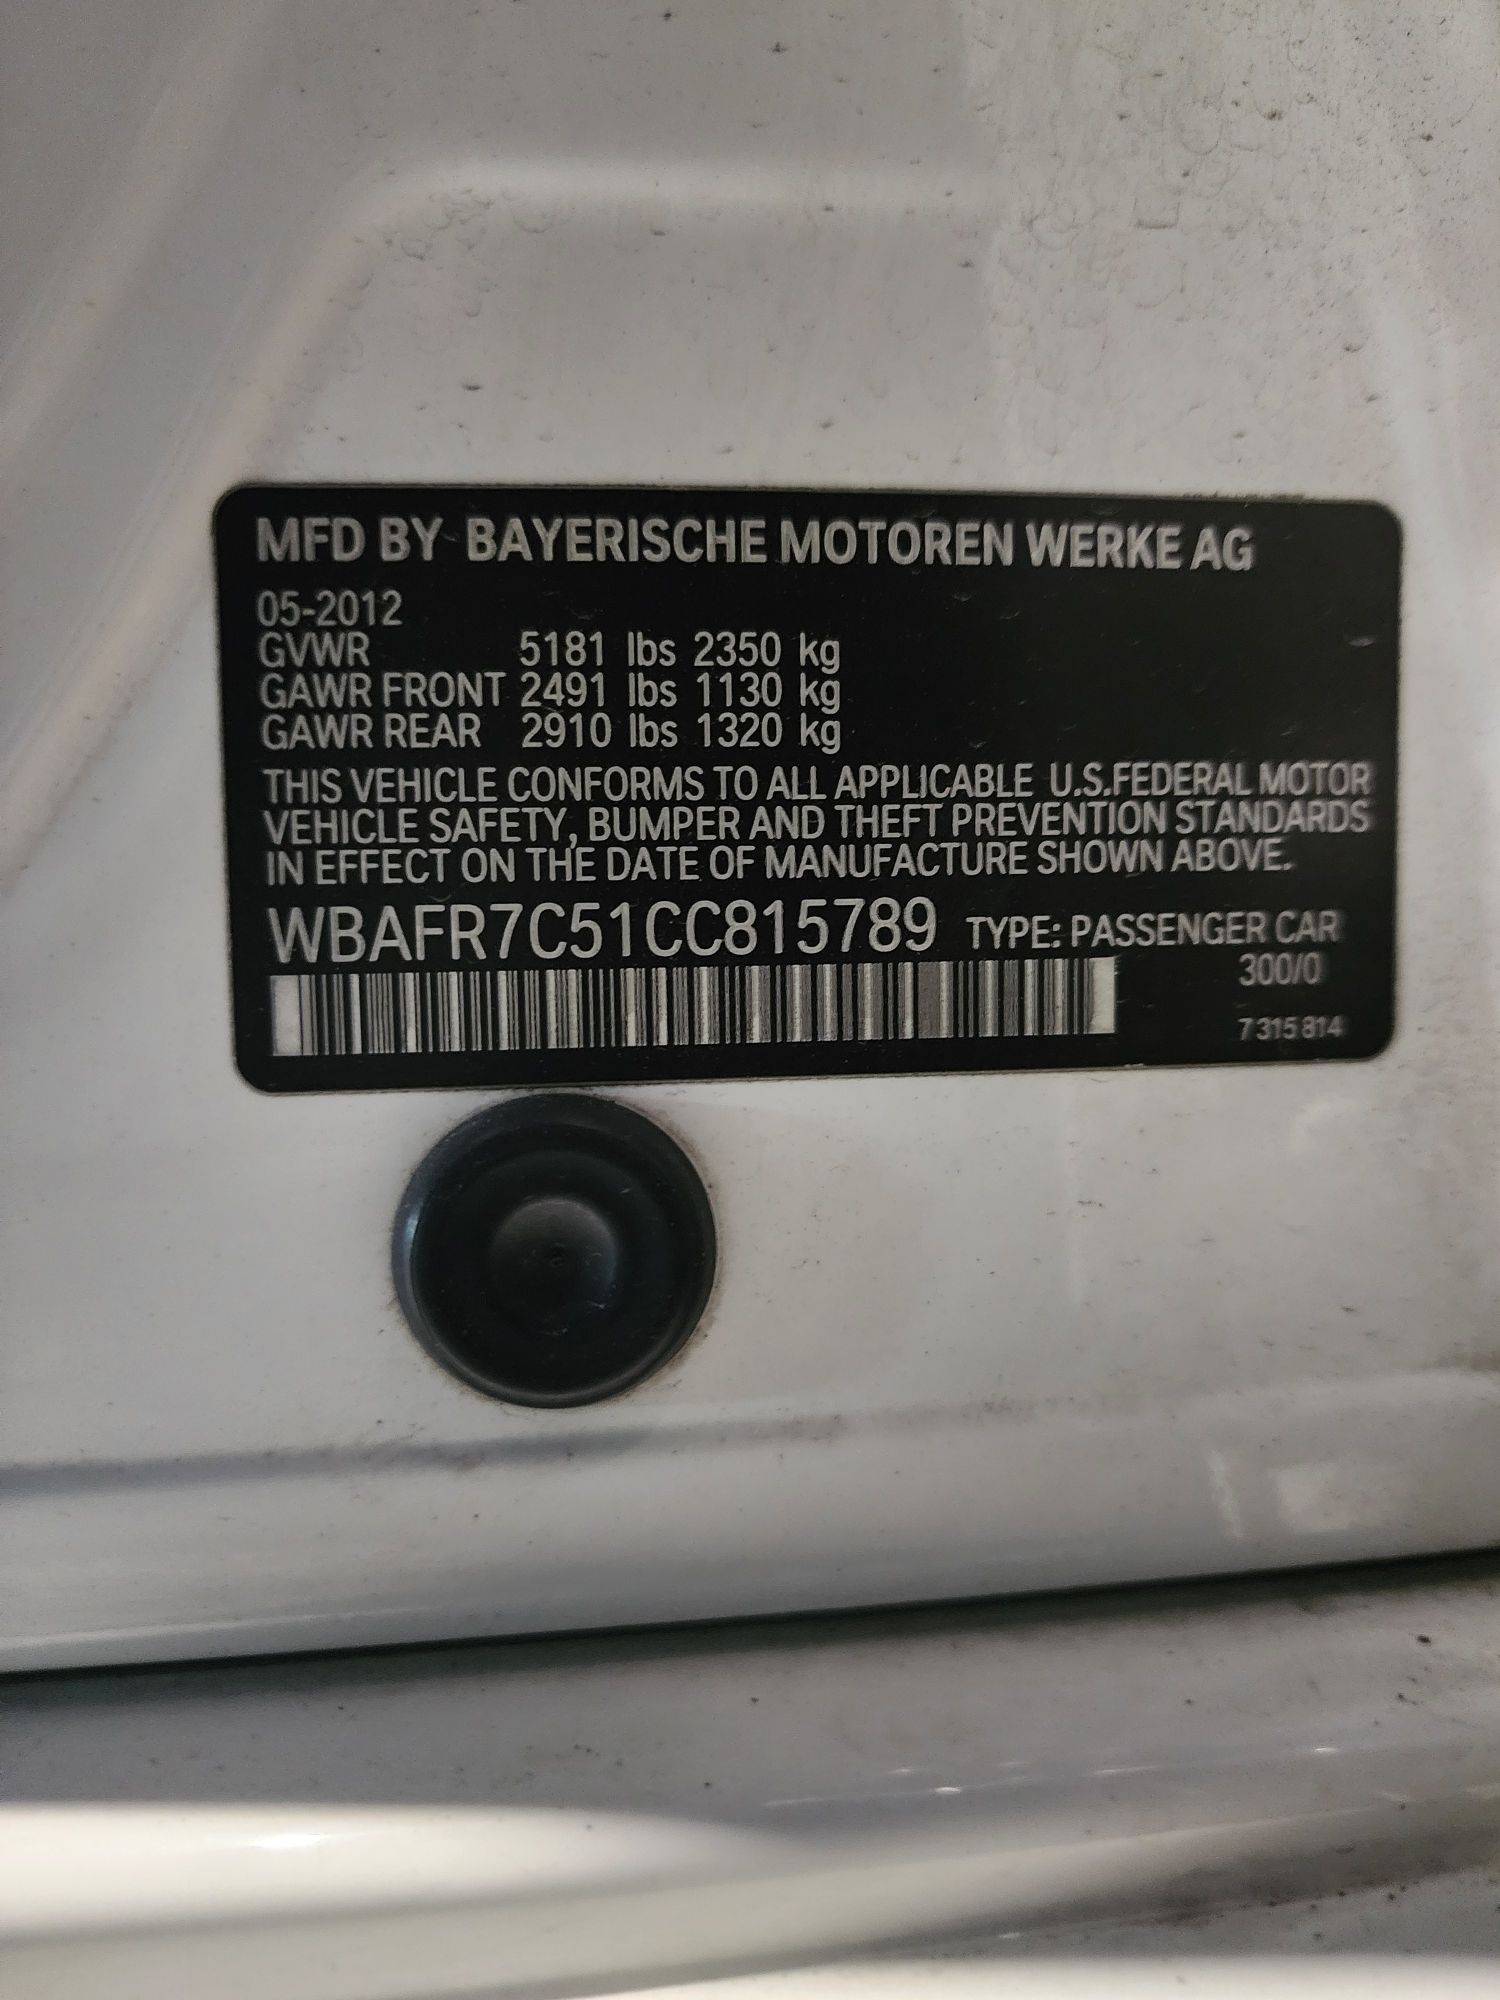 MFD BY BAYERISCHE MOTOREN WERKE AG
05-2012
GVWR 5181 lbs 2350 kg
GAWR FRONT 2491 lbs 1130 kg
GAWR REAR 2910 lbs 1320 kg
THIS VEHICLE CONFORMS TO ALL APPLICABLE U.S.FEDERAL MOTOR
VEHICLE SAFETY, BUMPER AND THEFT PREVENTION STANDARDS
IN EFFECT ON THE DATE OF MANUFACTURE SHOWN ABOVE.
WBAFR7C51CC815789 TYPE: PASSENGER CAR
300/0
7 315 814